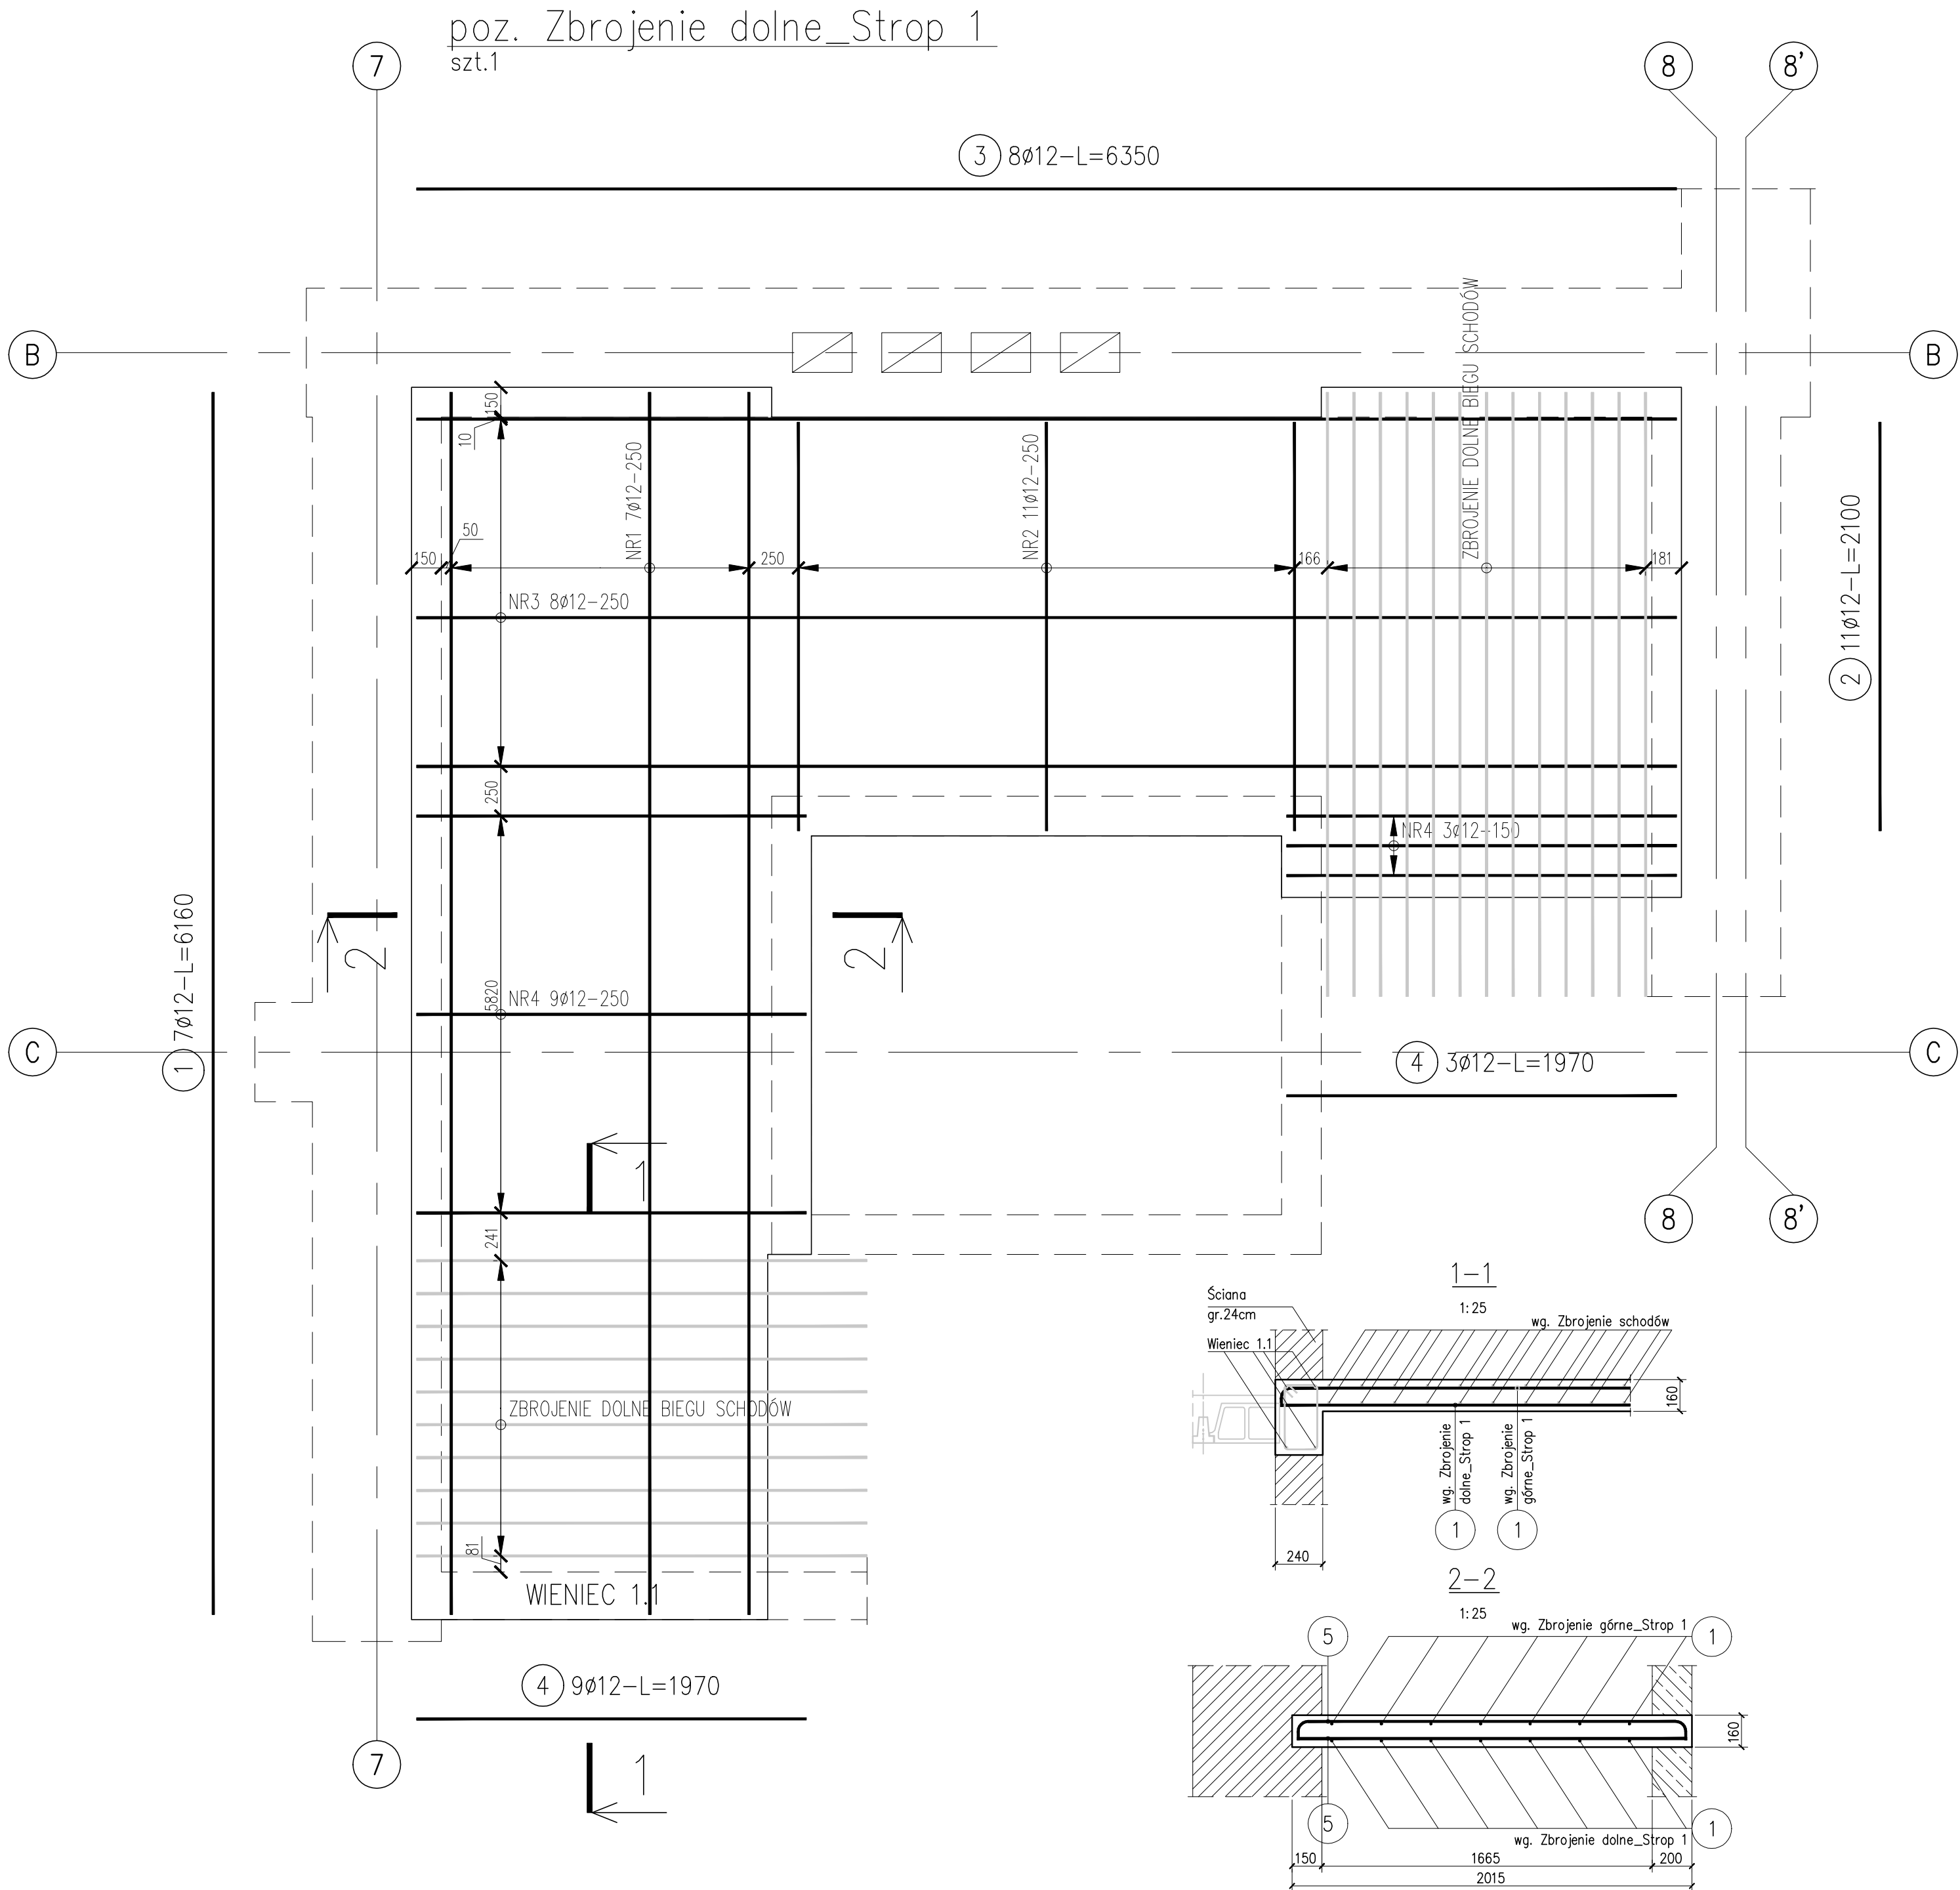 poz. Zbrojenie dolne_Strop 1
szt.1
7
8
8'
3 8ø12-L=6350
B
B
150
10
50
150
NR1 7ø12-250
250
NR2 11ø12-250
166
ZBROJENIE DOLNE BIEGU SCHODÓW
181
2 11ø12-L=2100
NR3 8ø12-250
250
NR4 3ø12-150
1 7ø12-L=6160
2
2
5820
NR4 9ø12-250
C
C
4 3ø12-L=1970
1
241
8
8'
ZBROJENIE DOLNE BIEGU SCHODÓW
81
WIENIEC 1.1
4 9ø12-L=1970
7
1
1-1
1:25
Ściana
gr.24cm
wg. Zbrojenie schodów
Wieniec 1.1
160
wg. Zbrojenie
dolne_Strop 1
wg. Zbrojenie
górne_Strop 1
1
1
240
2-2
1:25
wg. Zbrojenie górne_Strop 1
5
1
160
5
1
wg. Zbrojenie dolne_Strop 1
150
1665
200
2015